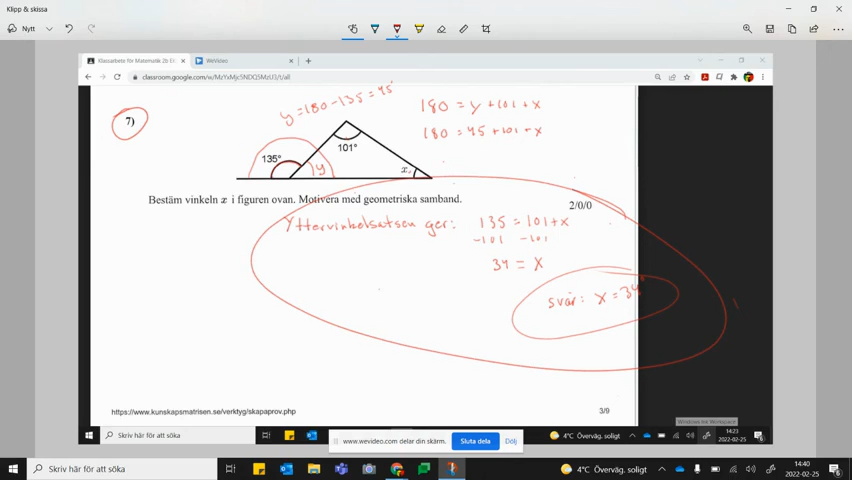 Klipp & skissa
Nytt
Klassarbete för Matematik 2b
WeVideo
classroom.google.com/w/MzYxMjc5NDQ5MzU3/t/all
7)
y = 180 - 135 = 45°
180 = y + 101 + x
180 = 45 + 101 + x
135°
y
101°
x
Bestäm vinkeln x i figuren ovan. Motivera med geometriska samband.
2/0/0
Yttervinkelsatsen ger: 135 = 101 + x
-101 -101
34 = x
svar: x = 34°
https://www.kunskapsmatrisen.se/verktyg/skapaprov.php
3/9
Skriv här för att söka
www.wevideo.com delar din skärm.
Sluta dela
Dölj
4°C Överväg. soligt
14:23
2022-02-25
Skriv här för att söka
4°C Överväg. soligt
14:40
2022-02-25